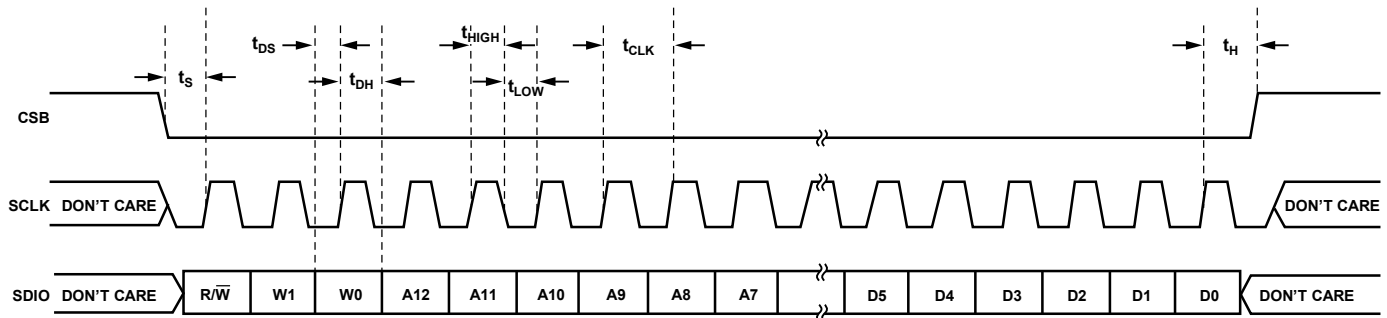 tHIGH
tDS
tCLK
tH
tS
tDH
tLOW
CSB
SCLK DON'T CARE
DON'T CARE
SDIO DON'T CARE R/W̅ W1 W0 A12 A11 A10 A9 A8 A7 D5 D4 D3 D2 D1 D0 DON'T CARE